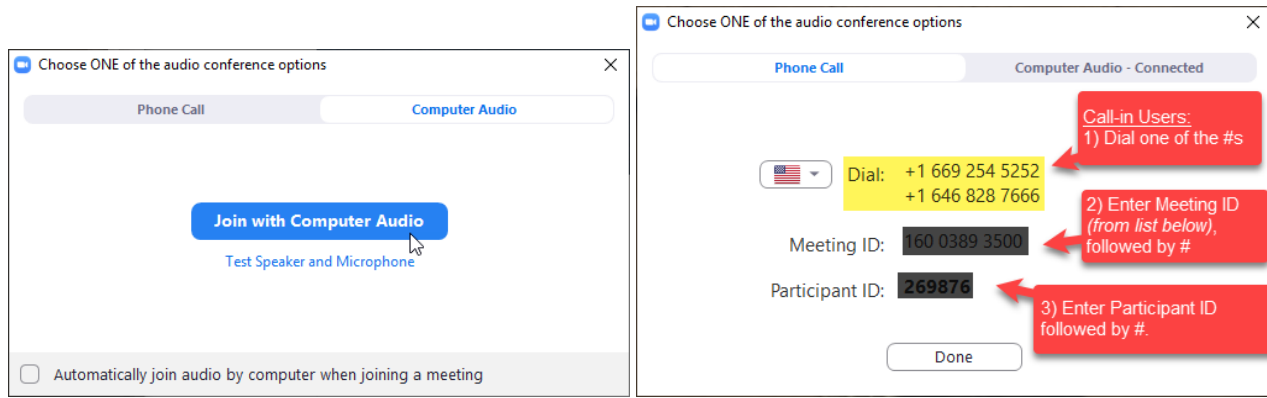 Choose ONE of the audio conference options
Phone Call
Computer Audio
Join with Computer Audio
Test Speaker and Microphone
Automatically join audio by computer when joining a meeting
Choose ONE of the audio conference options
Phone Call
Computer Audio - Connected
Call-in Users:
1) Dial one of the #s
Dial: +1 669 254 5252
+1 646 828 7666
2) Enter Meeting ID
(from list below),
followed by #
Meeting ID: 160 0389 3500
Participant ID: 269876
3) Enter Participant ID
followed by #.
Done